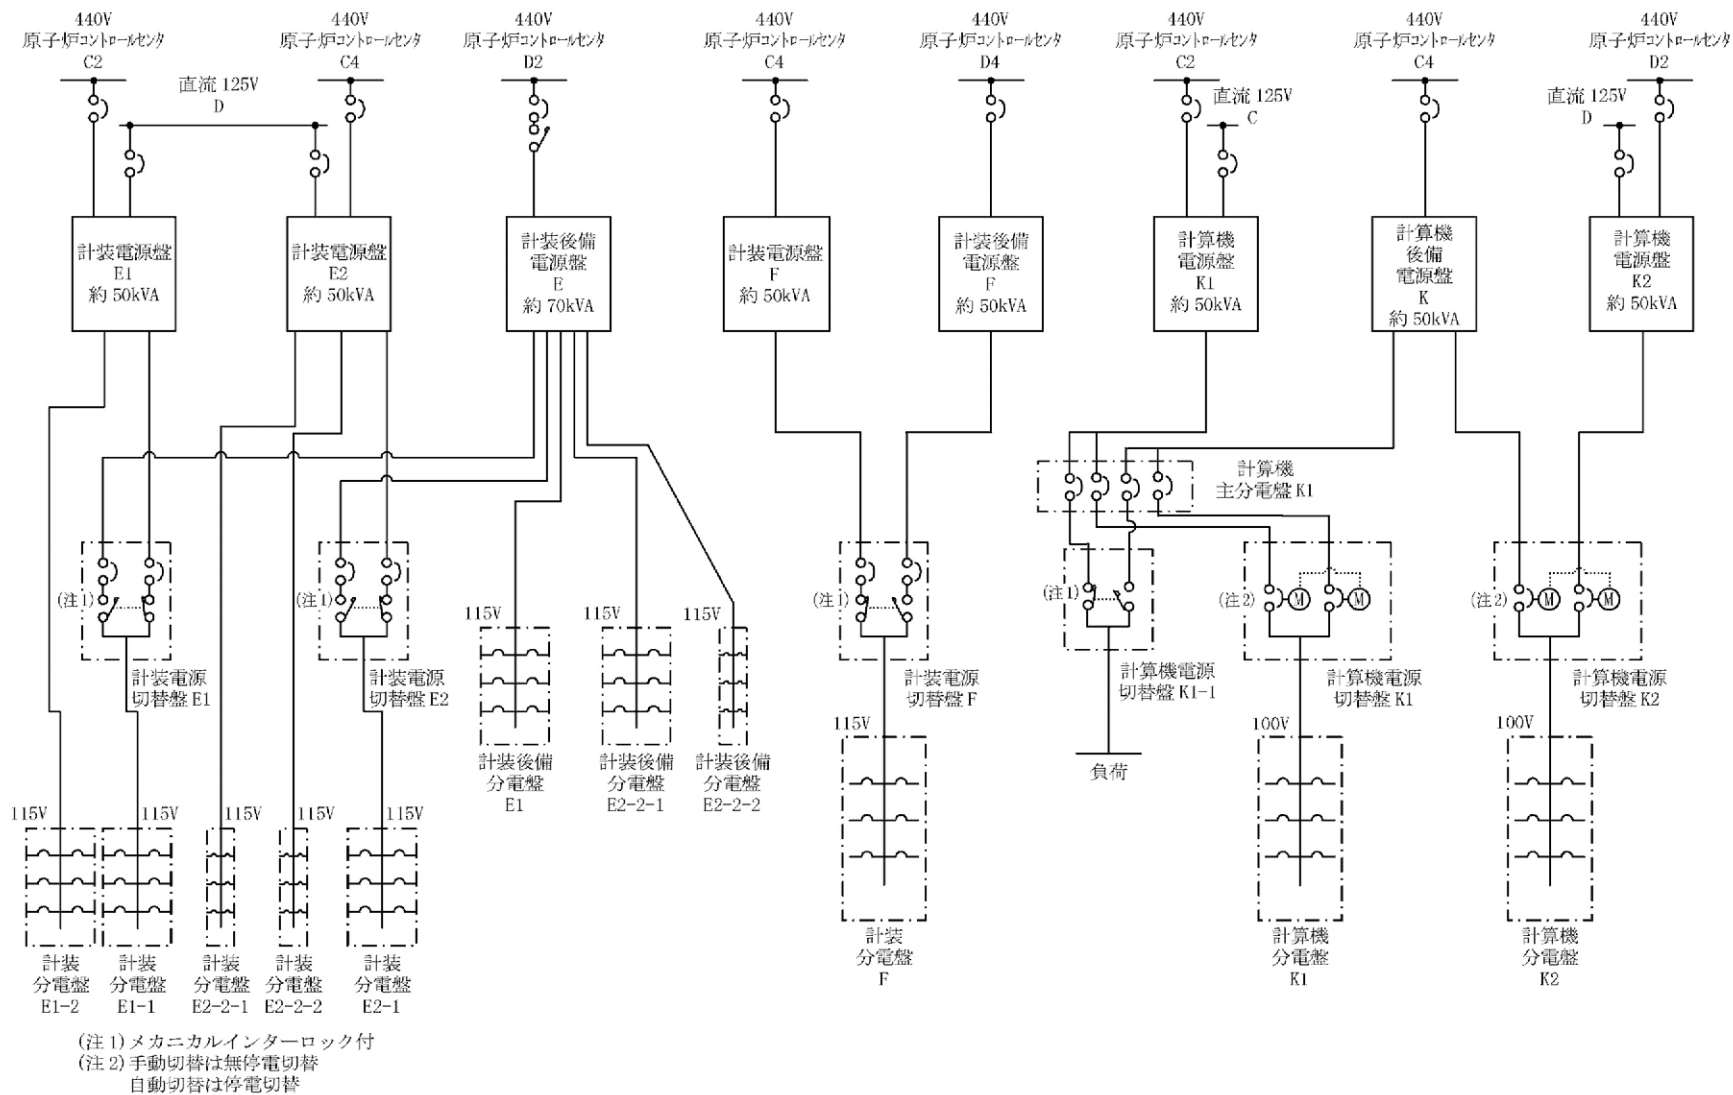 440V
原子炉コントロールセンタ
C2
440V
原子炉コントロールセンタ
C4
440V
原子炉コントロールセンタ
D2
440V
原子炉コントロールセンタ
C4
440V
原子炉コントロールセンタ
D4
440V
原子炉コントロールセンタ
C2
440V
原子炉コントロールセンタ
C4
440V
原子炉コントロールセンタ
D2
直流 125V
D
直流 125V
C
直流 125V
D
計装電源盤
E1
約 50kVA
計装電源盤
E2
約 50kVA
計装後備
電源盤
E
約 70kVA
計装電源盤
F
約 50kVA
計装後備
電源盤
F
約 50kVA
計算機
電源盤
K1
約 50kVA
計算機
後備
電源盤
K
約 50kVA
計算機
電源盤
K2
約 50kVA
計算機
主分電盤 K1
(注1)
計装電源
切替盤 E1
(注1)
計装電源
切替盤 E2
(注1)
計装電源
切替盤 F
(注1)
計算機電源
切替盤 K1-1
負荷
(注2)
M
M
計算機電源
切替盤 K1
(注2)
M
M
計算機電源
切替盤 K2
115V
計装後備
分電盤
E1
115V
計装後備
分電盤
E2-2-1
115V
計装後備
分電盤
E2-2-2
115V
計装
分電盤
F
100V
計算機
分電盤
K1
100V
計算機
分電盤
K2
115V
計装
分電盤
E1-2
115V
計装
分電盤
E1-1
115V
計装
分電盤
E2-2-1
115V
計装
分電盤
E2-2-2
115V
計装
分電盤
E2-1
(注1)メカニカルインターロック付
(注2)手動切替は無停電切替
自動切替は停電切替